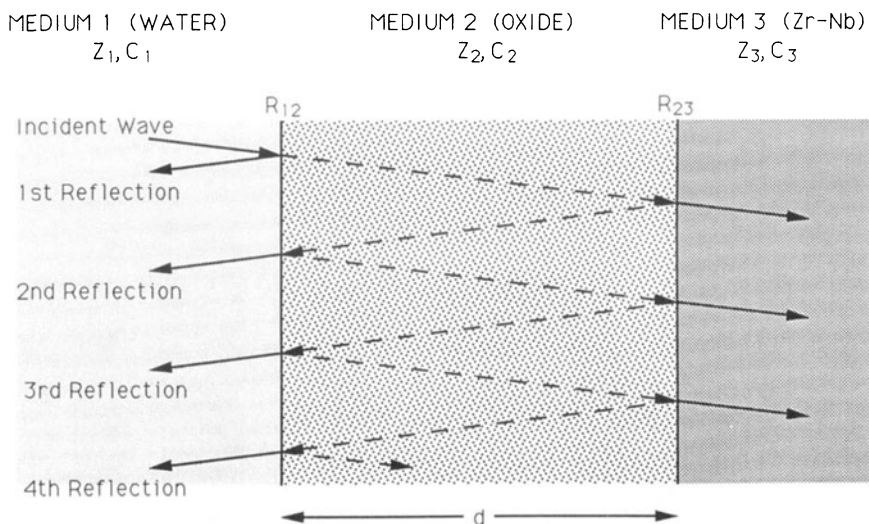 MEDIUM 1 (WATER) MEDIUM 2 (OXIDE) MEDIUM 3 (Zr-Nb)
Z1, C1 Z2, C2 Z3, C3
R12 R23
Incident Wave
1st Reflection
2nd Reflection
3rd Reflection
4th Reflection
d